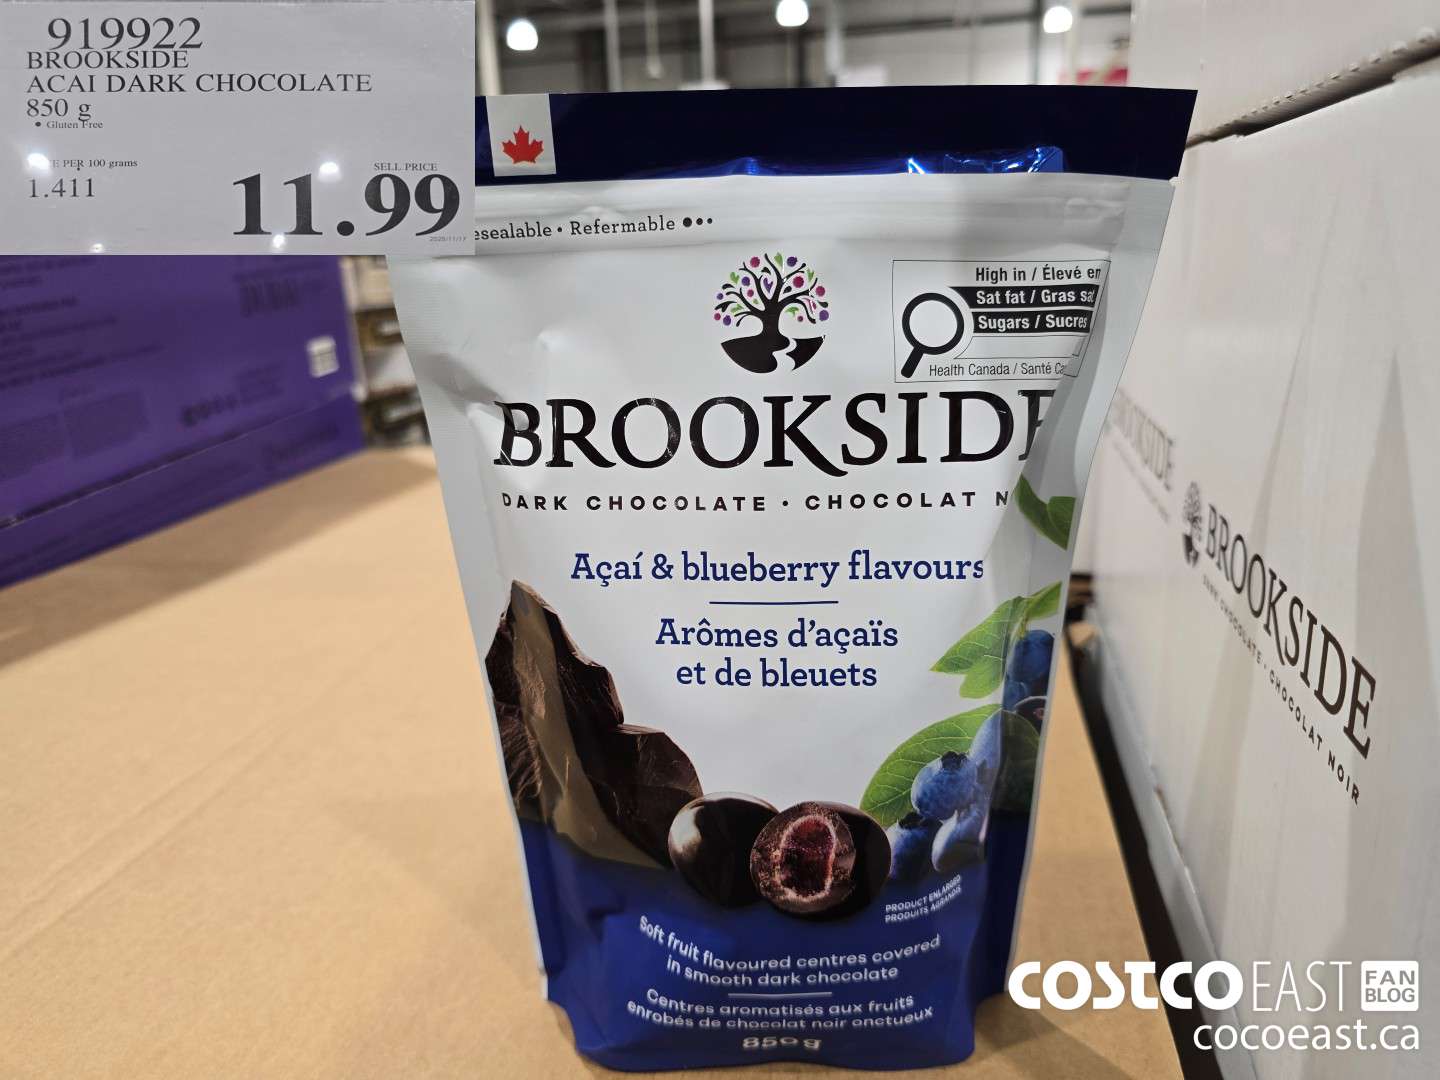 919922
BROOKSIDE
ACAI DARK CHOCOLATE
850 g
• Gluten Free
PER 100 grams
1.411
SELL PRICE
11.99
2025/11/17
Refermable
High in / Élevé en
Sat fat / Gras sat
Sugars / Sucres
Health Canada / Santé
BROOKSIDE
DARK CHOCOLATE · CHOCOLAT
Açaí & blueberry flavours
Arômes d'açaïs
et de bleuets
PRODUCT ENLARGED
PRODUITS AGRANDIS
Soft fruit flavoured centres covered
in smooth dark chocolate
Centres aromatisés aux fruits
enrobés de chocolat noir onctueux
850 g
BROOKSIDE
BROOKSIDE
DARK CHOCOLATE · CHOCOLAT NOIR
COSTCO EAST FAN BLOG
cocoeast.ca